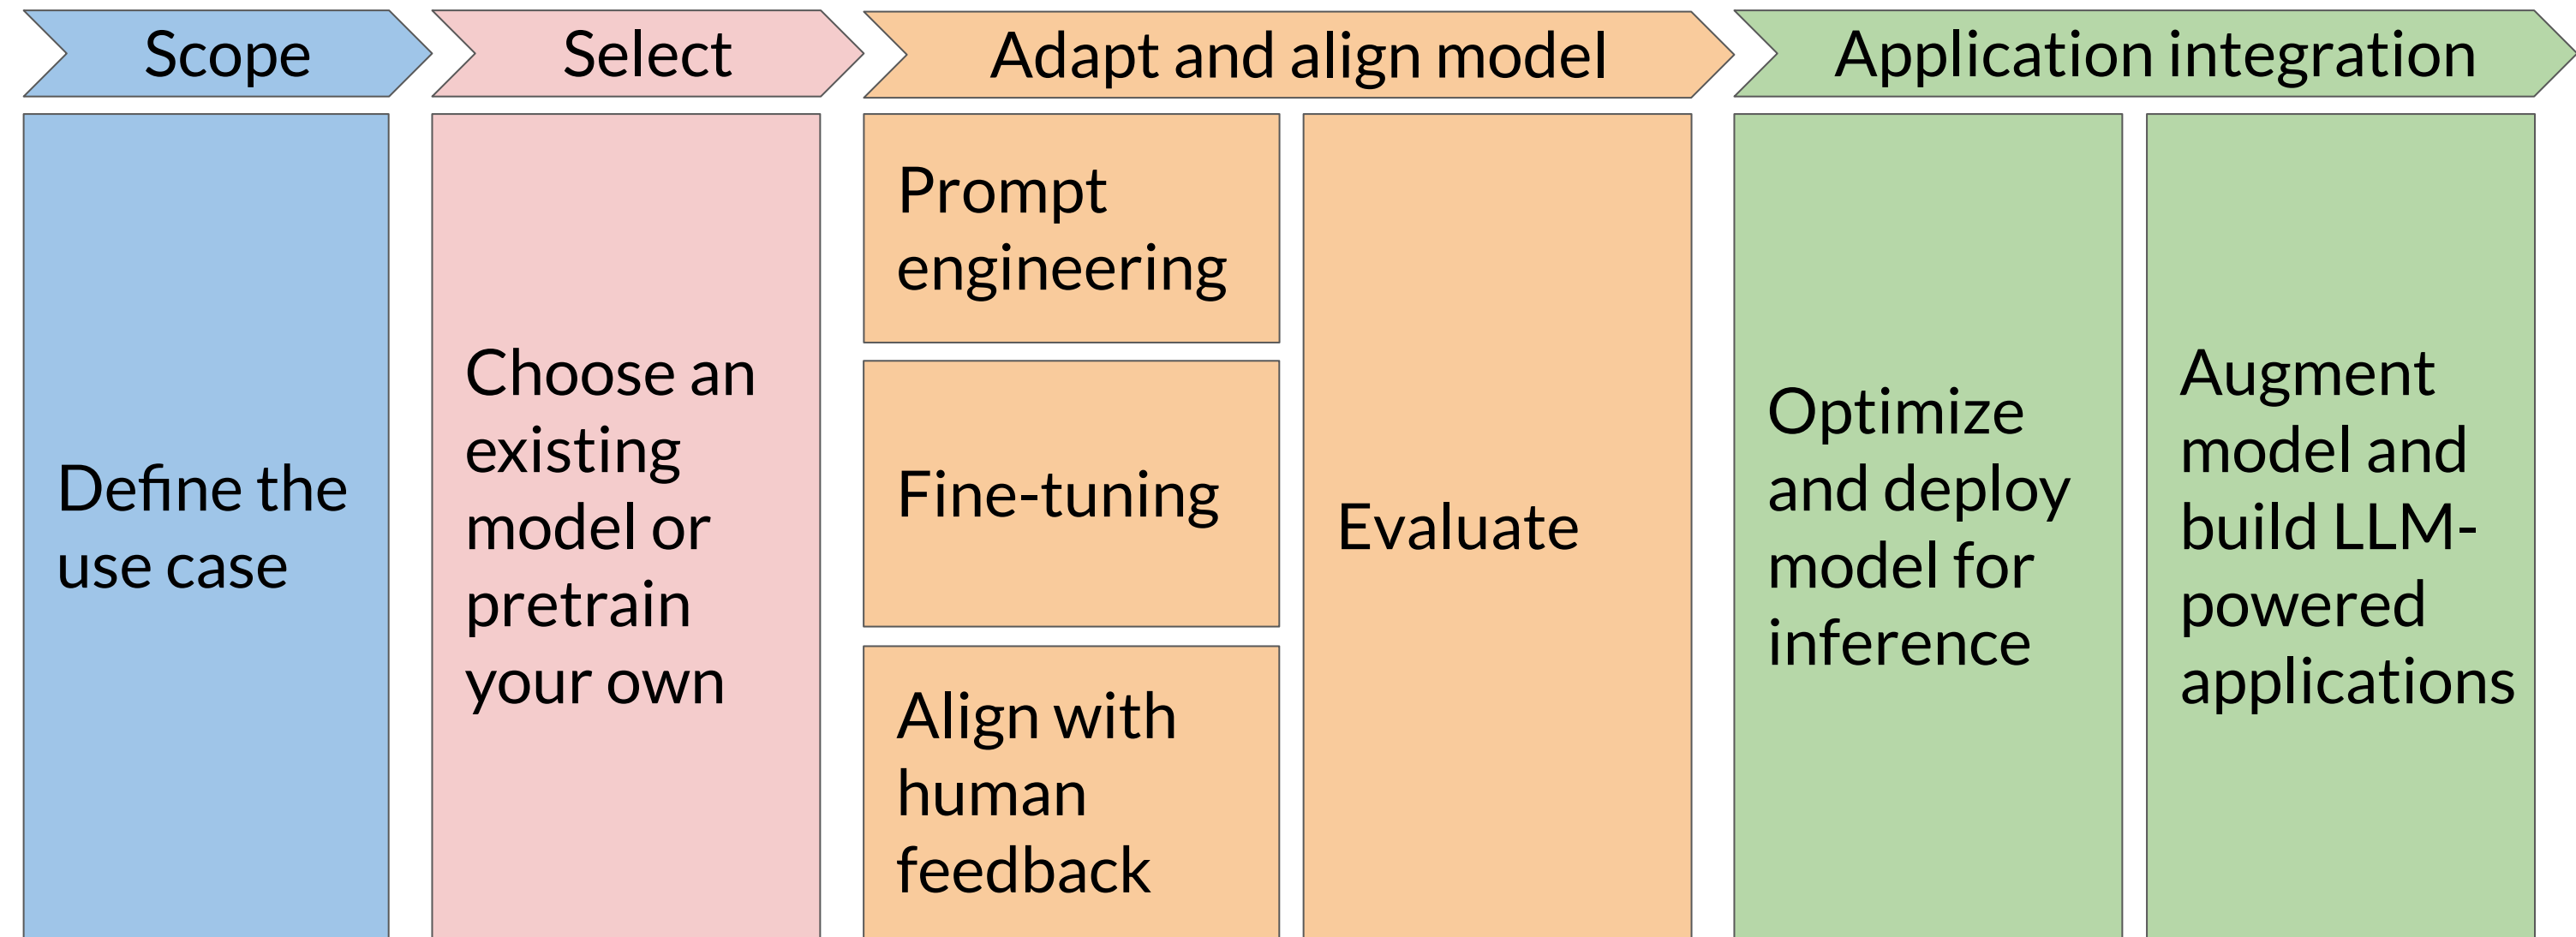 Scope
Select
Adapt and align model
Application integration
Define the
use case
Choose an
existing
model or
pretrain
your own
Prompt
engineering
Fine-tuning
Align with
human
feedback
Evaluate
Optimize
and deploy
model for
inference
Augment
model and
build LLM-
powered
applications